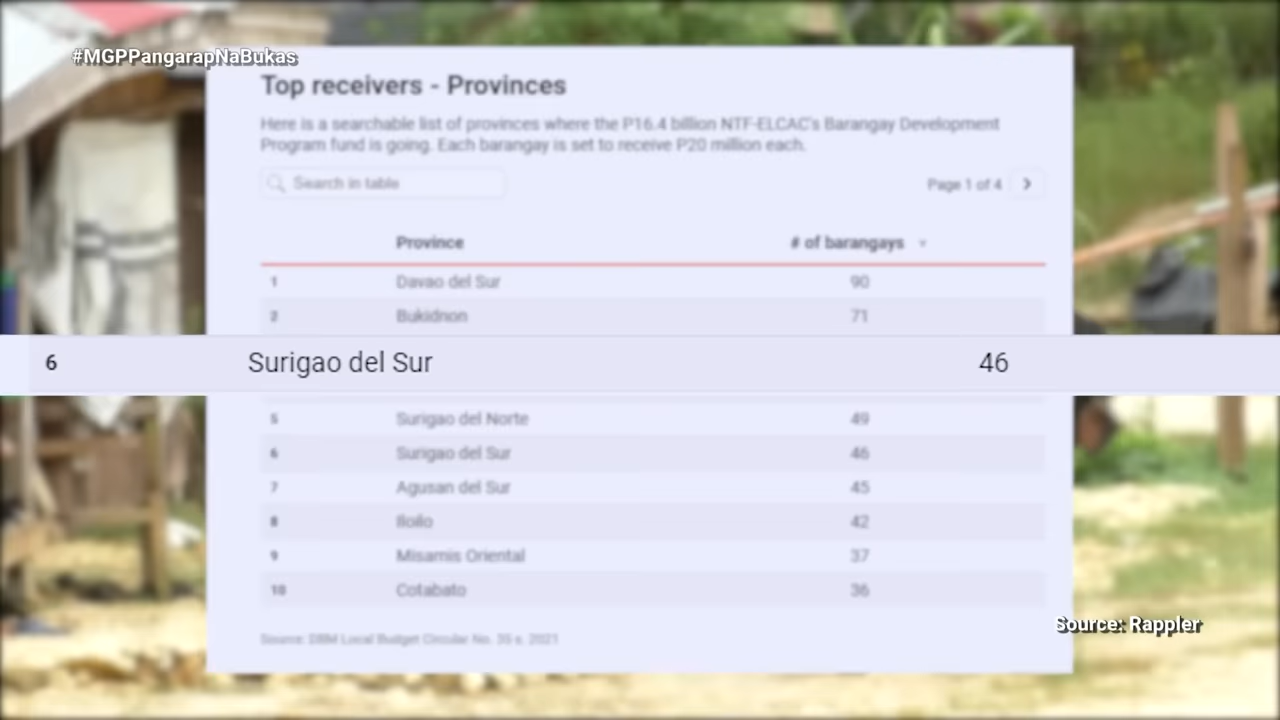 #MGPPangarapNaBukas
Top receivers - Provinces
Here is a searchable list of provinces where the P16.4 billion NTF-ELCAC's Barangay Development
Program fund is going. Each barangay is set to receive P20 million each.
Search in table
Page 1 of 4 >
Province # of barangays ▼
1 Davao del Sur 90
2 Bukidnon 71
6 Surigao del Sur 46
5 Surigao del Norte 49
6 Surigao del Sur 46
7 Agusan del Sur 45
8 Iloilo 42
9 Misamis Oriental 37
10 Cotabato 36
Source: Rappler
Source: DBM Local Budget Circular No. 35 s. 2021